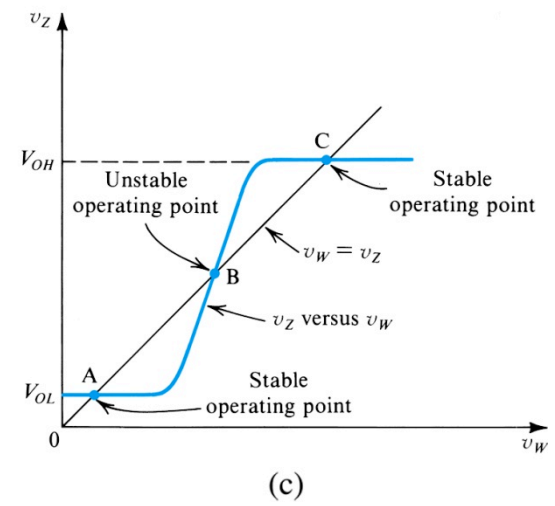 v_Z
C
V_OH
Unstable
operating point
Stable
operating point
v_W = v_Z
B
v_Z versus v_W
A
Stable
operating point
V_OL
0
v_W
(c)